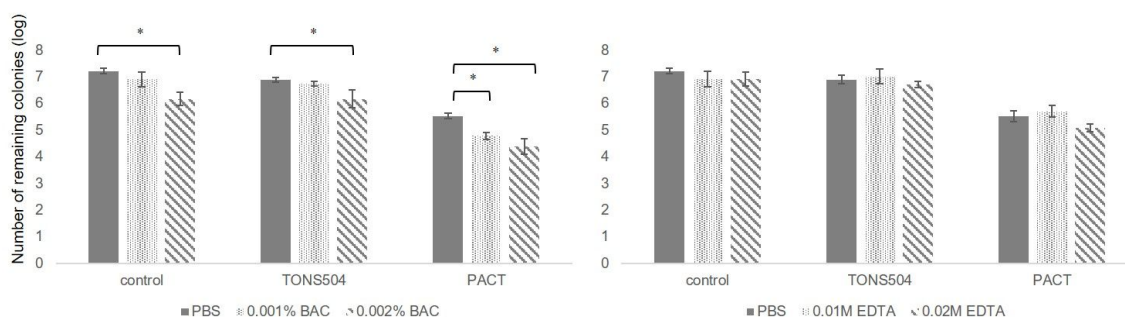 Number of remaining colonies (log)
8
7
6
5
4
3
2
1
0
*
*
*
*
control
TONS504
PACT
PBS
0.001% BAC
0.002% BAC
8
7
6
5
4
3
2
1
0
control
TONS504
PACT
PBS
0.01M EDTA
0.02M EDTA